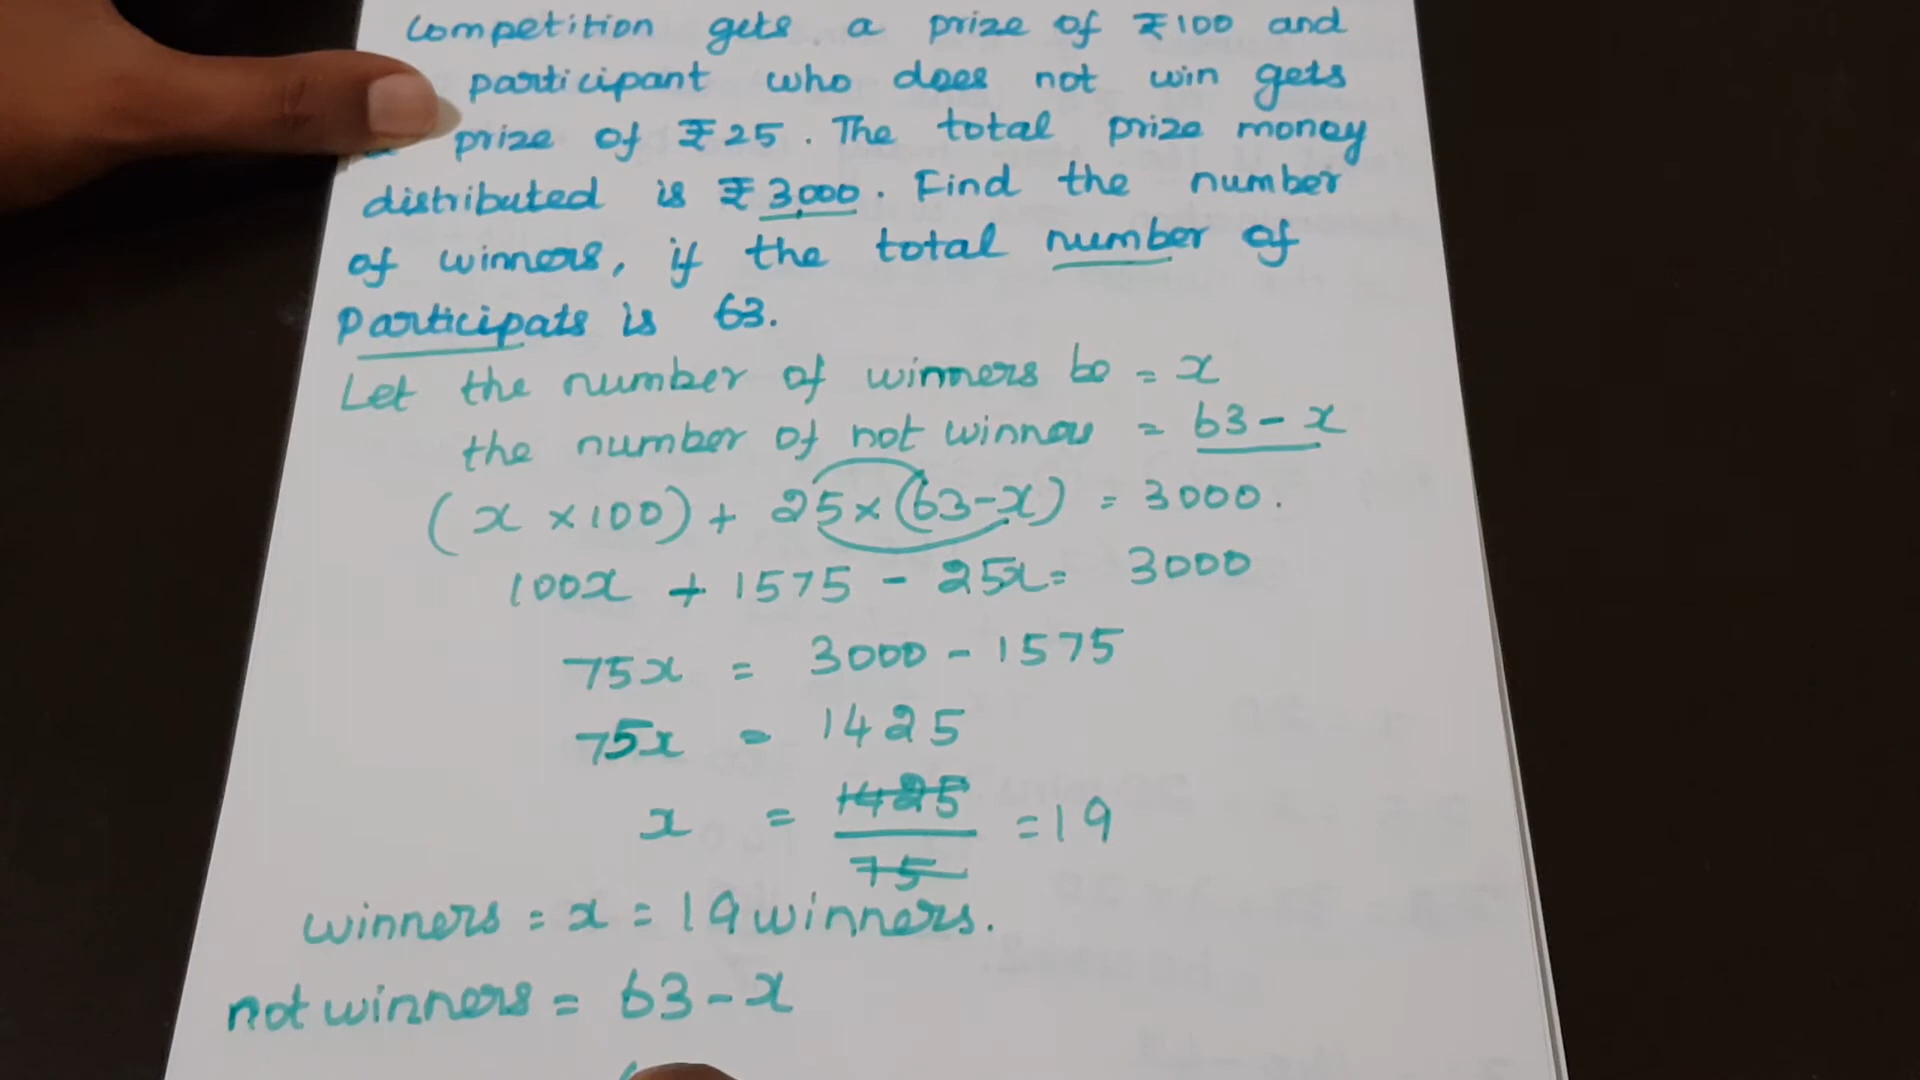 competition gets a prize of ₹100 and
participant who does not win gets
prize of ₹25. The total prize money
distributed is ₹3,000. Find the number
of winners, if the total number of
Participats is 63.
Let the number of winners be = x
the number of not winner = 63 - x
(x × 100) + 25 × (63 - x) = 3000.
100x + 1575 - 25x = 3000
75x = 3000 - 1575
75x = 1425
x = 1425/75 = 19
winners = x = 19 winners.
not winners = 63 - x